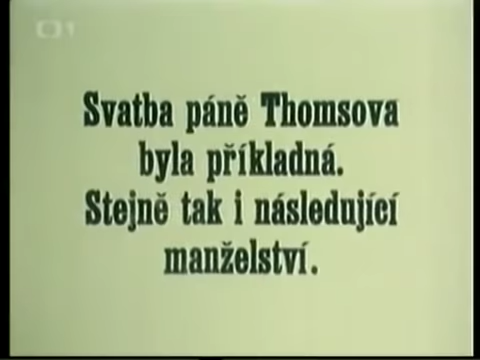 ČT1
Svatba páně Thomsova
byla příkladná.
Stejně tak i následující
manželství.